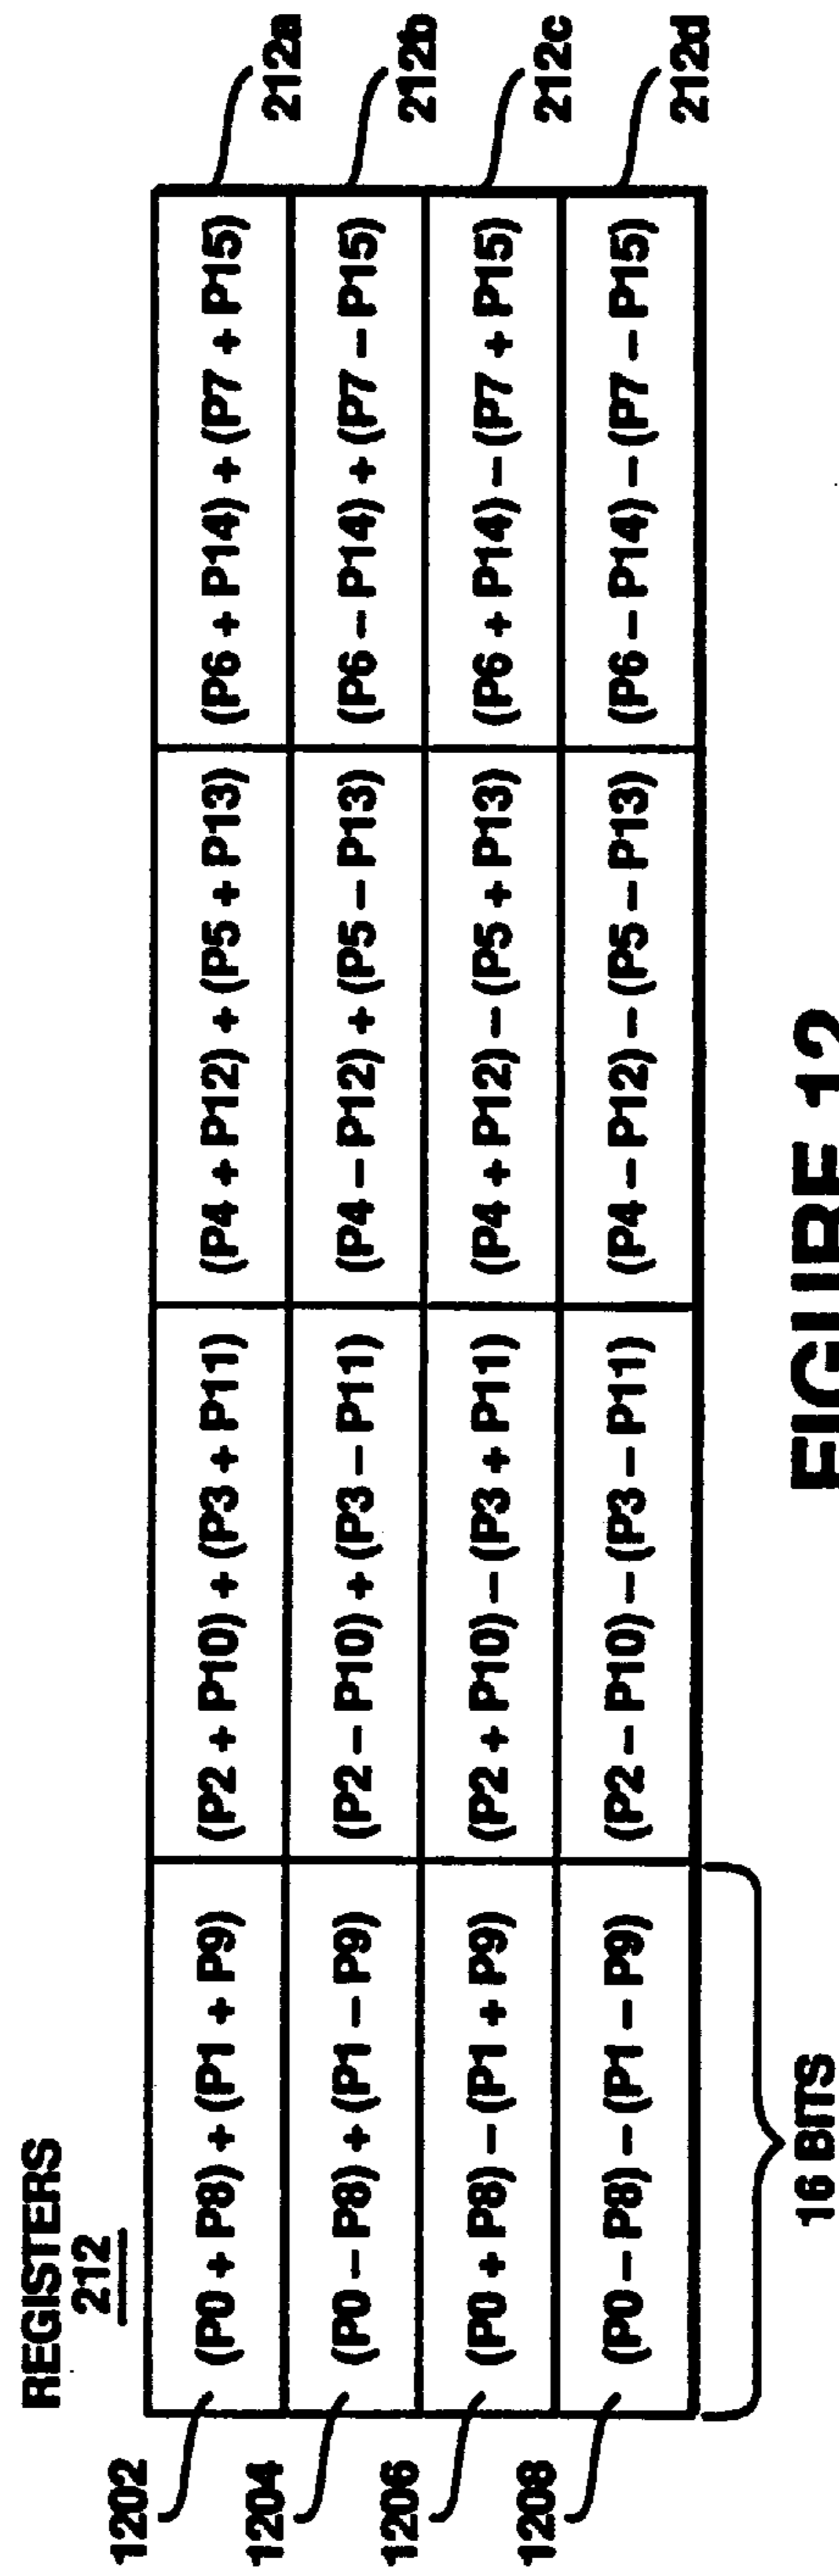 REGISTERS
212
1202 (P0 + P8) + (P1 + P9) (P2 + P10) + (P3 + P11) (P4 + P12) + (P5 + P13) (P6 + P14) + (P7 + P15) 212a
1204 (P0 − P8) + (P1 − P9) (P2 − P10) + (P3 − P11) (P4 − P12) + (P5 − P13) (P6 − P14) + (P7 − P15) 212b
1206 (P0 + P8) − (P1 + P9) (P2 + P10) − (P3 + P11) (P4 + P12) − (P5 + P13) (P6 + P14) − (P7 + P15) 212c
1208 (P0 − P8) − (P1 − P9) (P2 − P10) − (P3 − P11) (P4 − P12) − (P5 − P13) (P6 − P14) − (P7 − P15) 212d
16 BITS
FIGURE 12